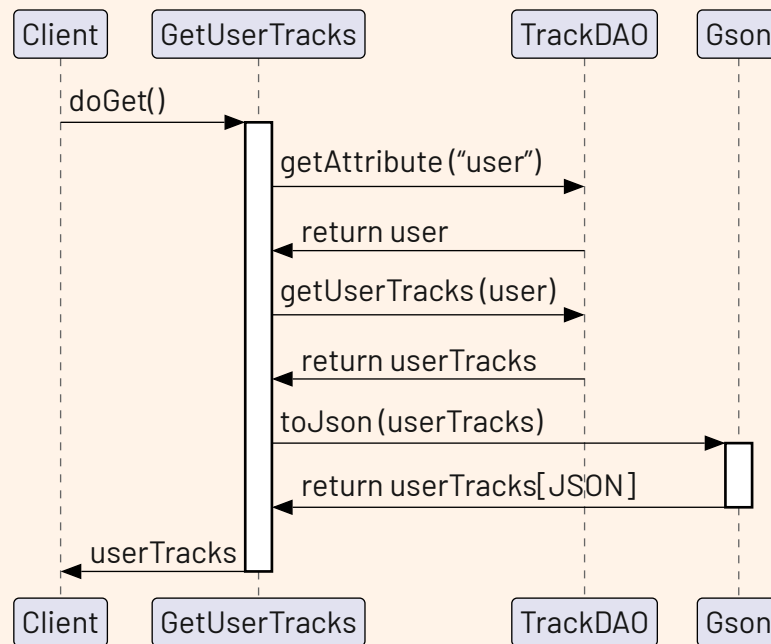 Client GetUserTracks TrackDAO Gson
doGet()
getAttribute (“user”)
return user
getUserTracks (user)
return userTracks
toJson (userTracks)
return userTracks[JSON]
userTracks
Client GetUserTracks TrackDAO Gson